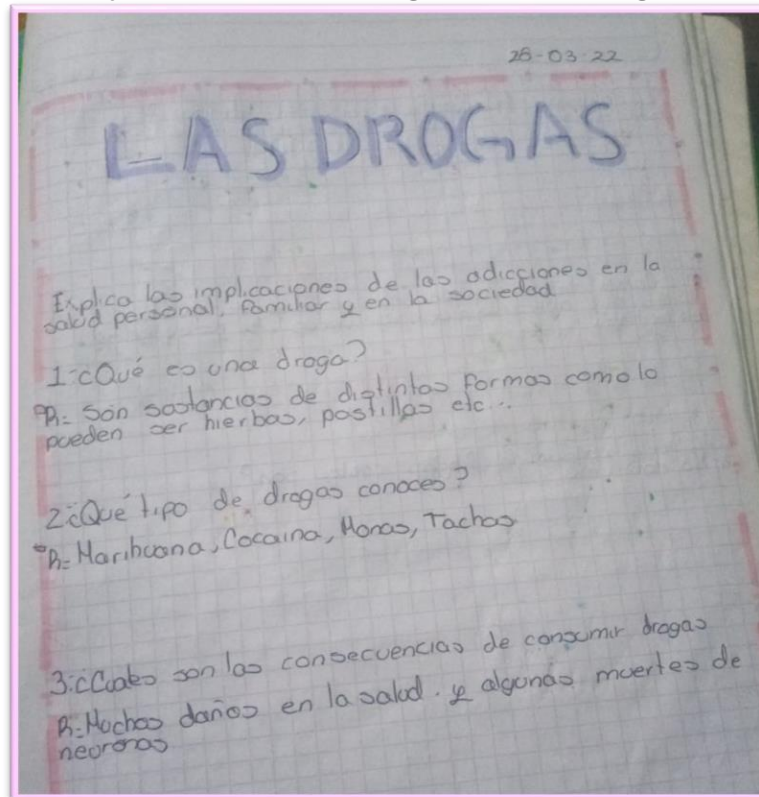 28-03-22
LAS DROGAS
Explica las implicaciones de las adicciones en la
salud personal, familiar y en la sociedad
1.¿Qué es una droga?
R= Son sustancias de distintas formas como lo
pueden ser hierbas, pastillas etc..
2¿Qué tipo de drogas conoces?
R= Marihuana, Cocaina, Monas, Tachas
3.¿Cuales son las consecuencias de consumir drogas
R= Muchos daños en la salud. y algunas muertes de
neuronas